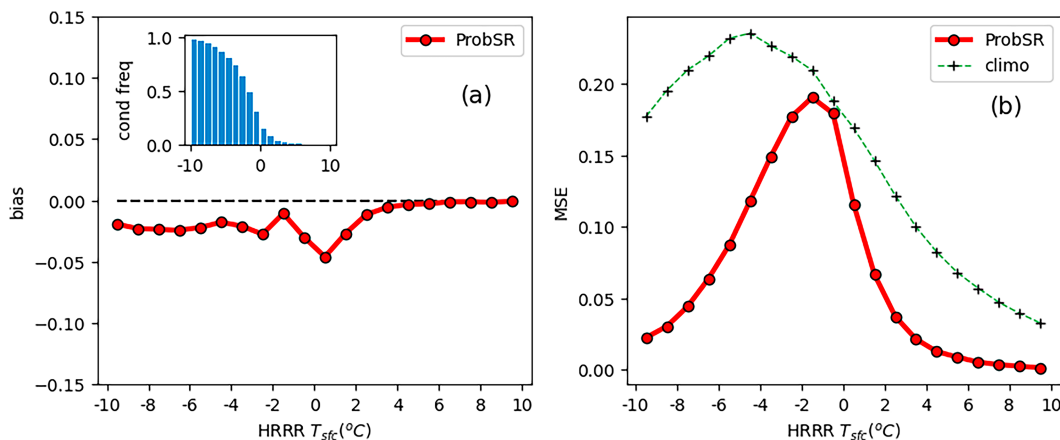 0.15
0.10
0.05
0.00
−0.05
−0.10
−0.15
bias
-10 -8 -6 -4 -2 0 2 4 6 8 10
HRRR T_sfc(°C)
ProbSR
(a)
1.0
0.5
0.0
cond freq
-10 0 10
0.20
0.15
0.10
0.05
0.00
MSE
-10 -8 -6 -4 -2 0 2 4 6 8 10
HRRR T_sfc(°C)
ProbSR
climo
(b)